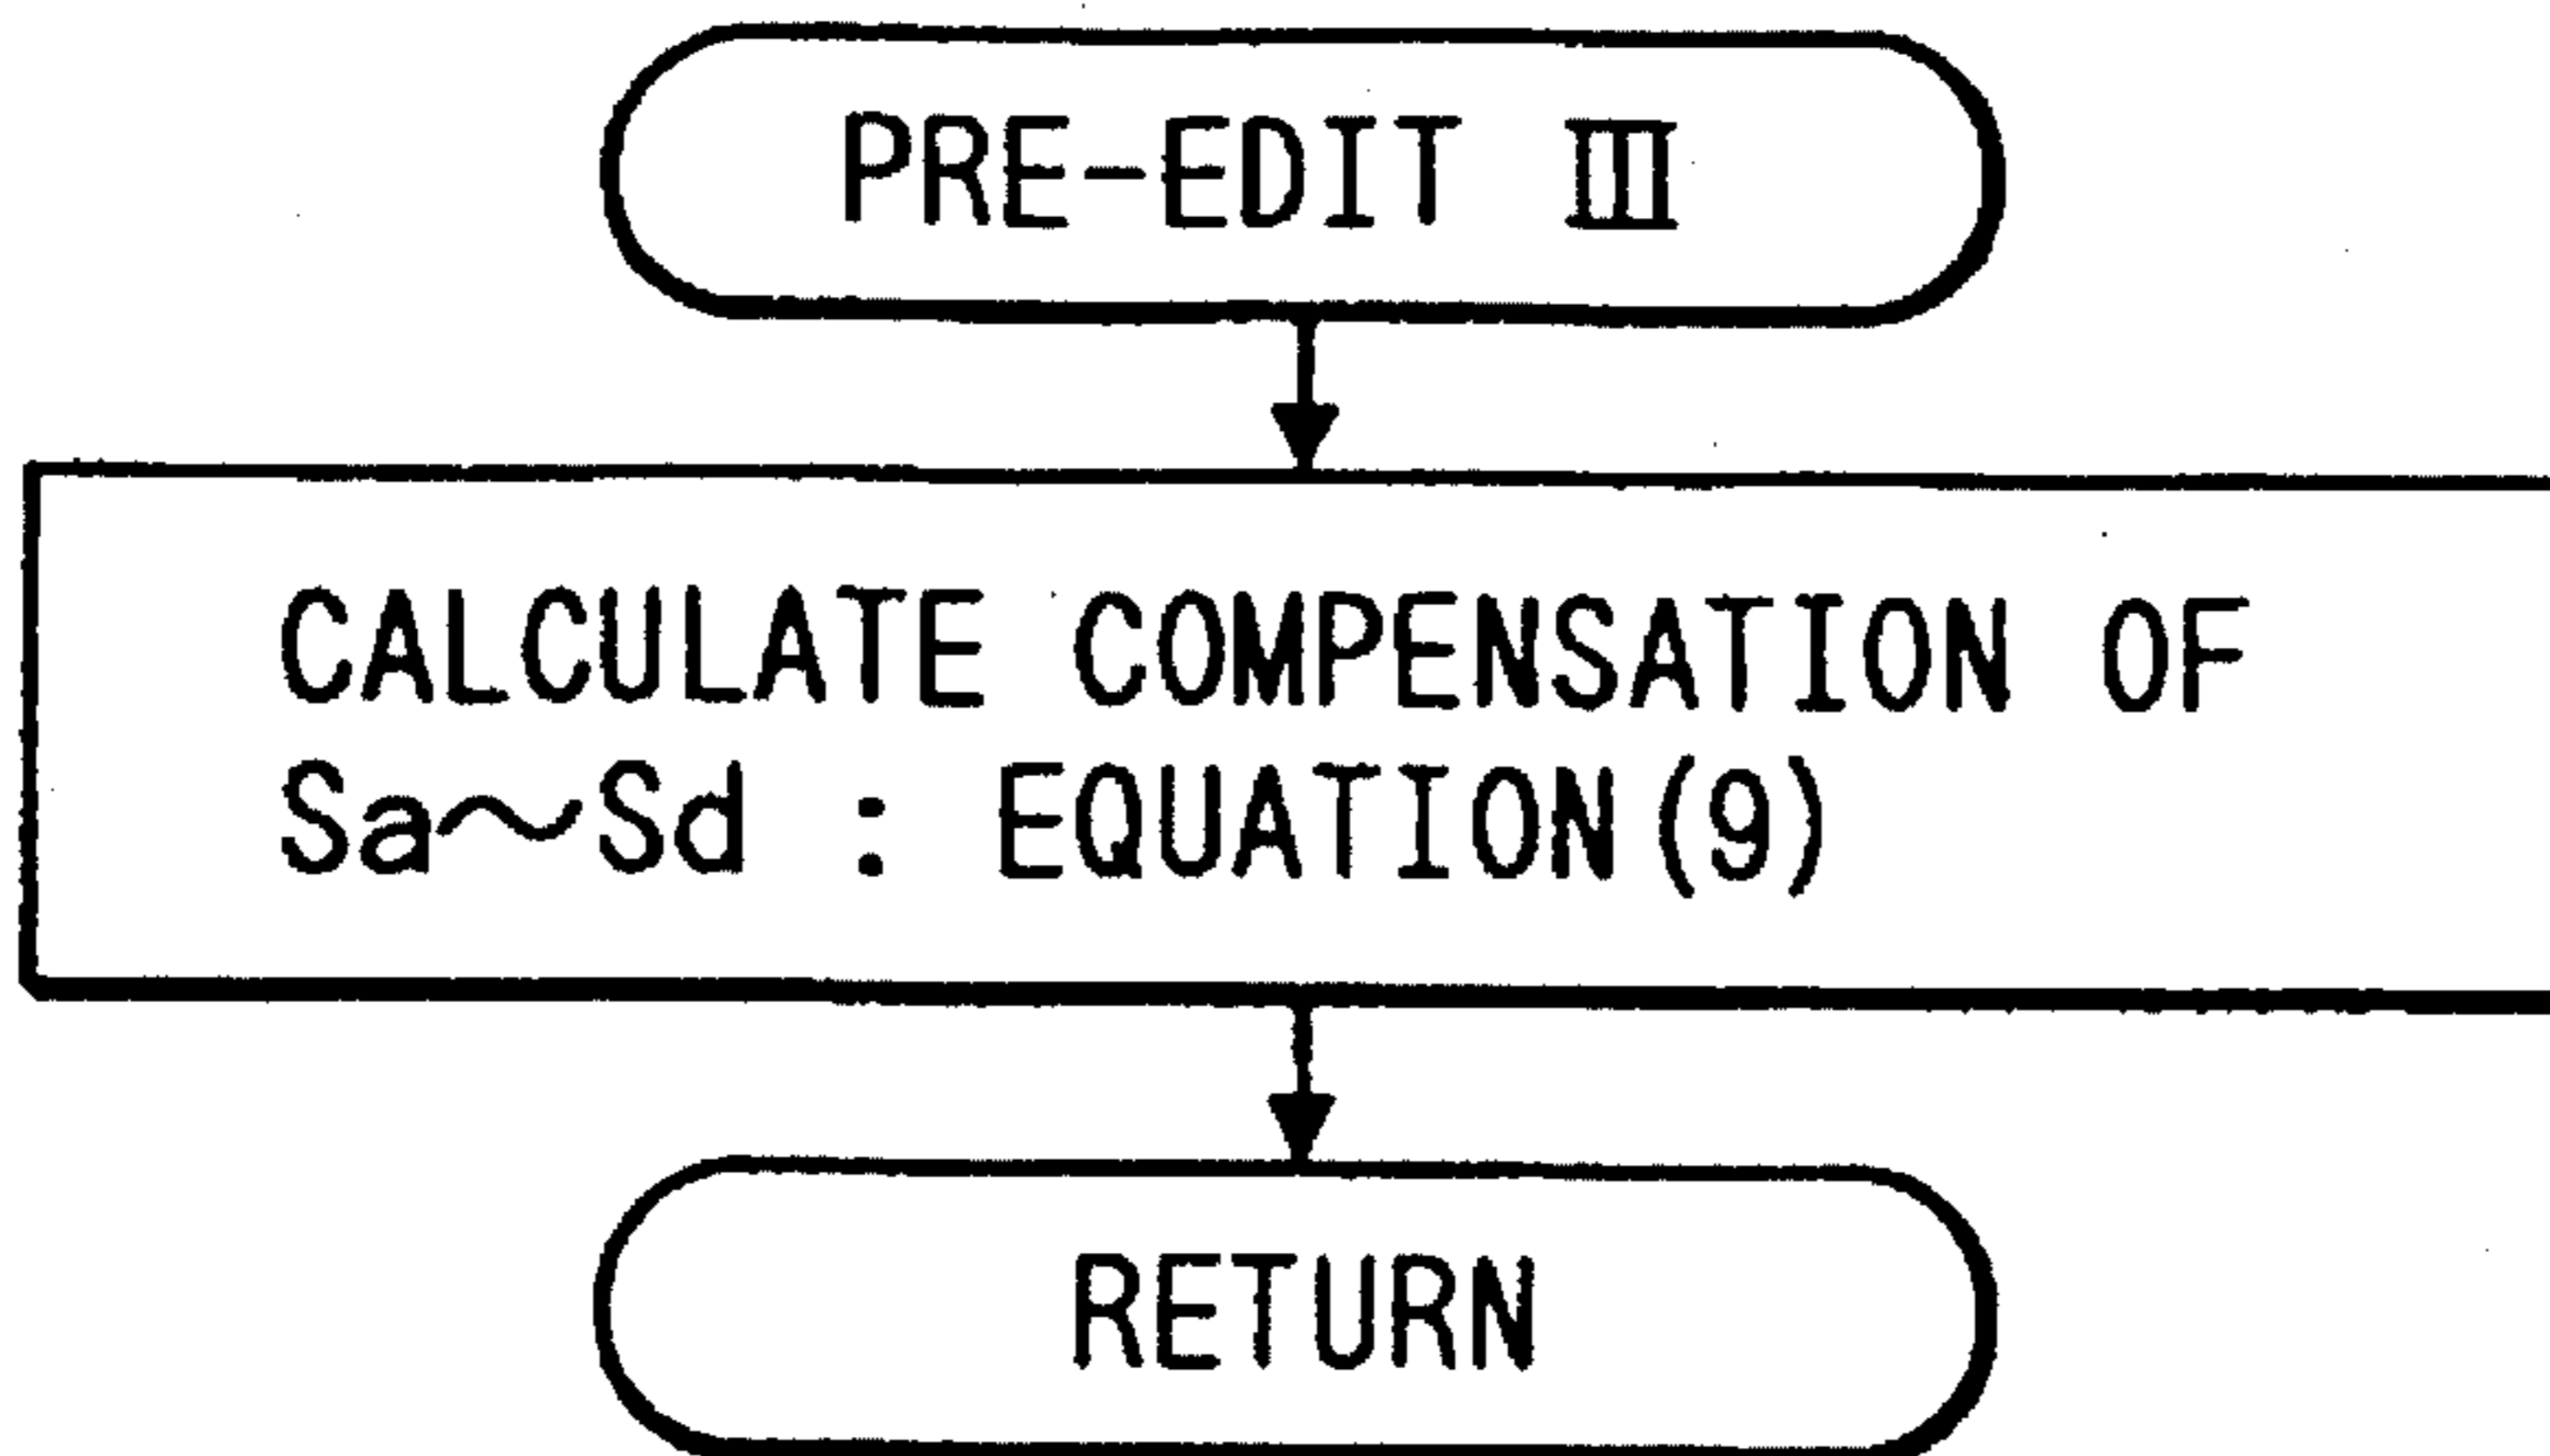 PRE-EDIT III
CALCULATE COMPENSATION OF
Sa~Sd : EQUATION(9)
RETURN